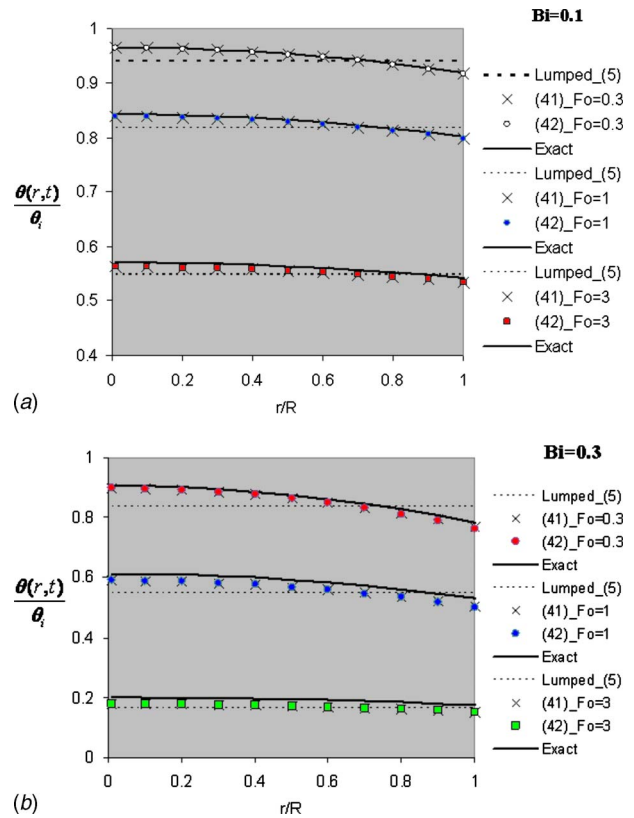 Bi=0.1
1
0.9
0.8
0.7
0.6
0.5
0.4
θ(r,t)
θi
0
0.2
0.4
0.6
0.8
1
r/R
Lumped_(5)
(41)_Fo=0.3
(42)_Fo=0.3
Exact
Lumped_(5)
(41)_Fo=1
(42)_Fo=1
Exact
Lumped_(5)
(41)_Fo=3
(42)_Fo=3
Exact
(a)
Bi=0.3
1
0.8
0.6
0.4
0.2
0
θ(r,t)
θi
0
0.2
0.4
0.6
0.8
1
r/R
Lumped_(5)
(41)_Fo=0.3
(42)_Fo=0.3
Exact
Lumped_(5)
(41)_Fo=1
(42)_Fo=1
Exact
Lumped_(5)
(41)_Fo=3
(42)_Fo=3
Exact
(b)